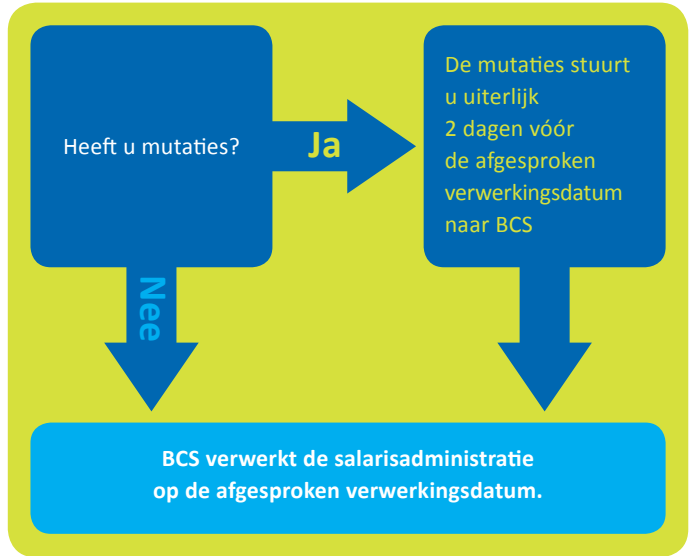 Heeft u mutaties?
Ja
De mutaties stuurt
u uiterlijk
2 dagen vóór
de afgesproken
verwerkingsdatum
naar BCS
Nee
BCS verwerkt de salarisadministratie
op de afgesproken verwerkingsdatum.